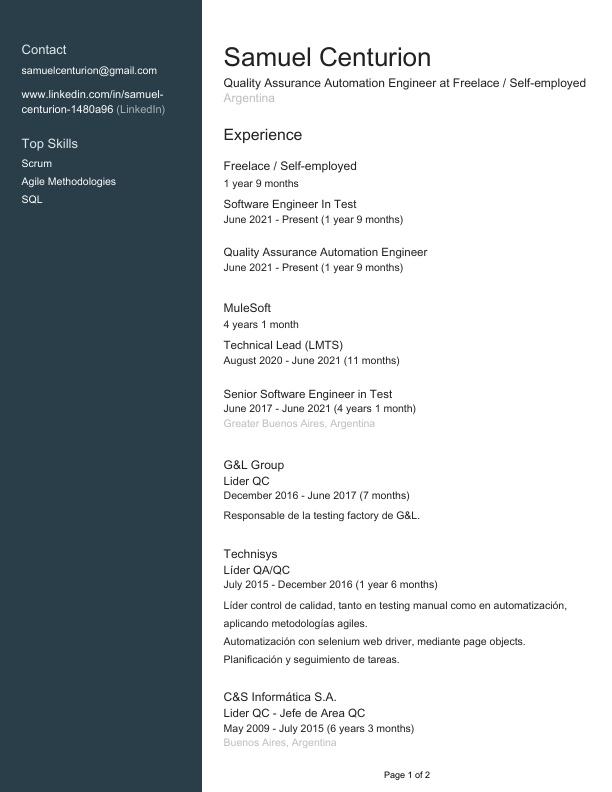 Contact
samuelcenturion@gmail.com
www.linkedin.com/in/samuel-
centurion-1480a96 (LinkedIn)
Top Skills
Scrum
Agile Methodologies
SQL
Samuel Centurion
Quality Assurance Automation Engineer at Freelace / Self-employed
Argentina
Experience
Freelace / Self-employed
1 year 9 months
Software Engineer In Test
June 2021 - Present (1 year 9 months)
Quality Assurance Automation Engineer
June 2021 - Present (1 year 9 months)
MuleSoft
4 years 1 month
Technical Lead (LMTS)
August 2020 - June 2021 (11 months)
Senior Software Engineer in Test
June 2017 - June 2021 (4 years 1 month)
Greater Buenos Aires, Argentina
G&L Group
Lider QC
December 2016 - June 2017 (7 months)
Responsable de la testing factory de G&L.
Technisys
Líder QA/QC
July 2015 - December 2016 (1 year 6 months)
Líder control de calidad, tanto en testing manual como en automatización,
aplicando metodologías agiles.
Automatización con selenium web driver, mediante page objects.
Planificación y seguimiento de tareas.
C&S Informática S.A.
Lider QC - Jefe de Area QC
May 2009 - July 2015 (6 years 3 months)
Buenos Aires, Argentina
Page 1 of 2